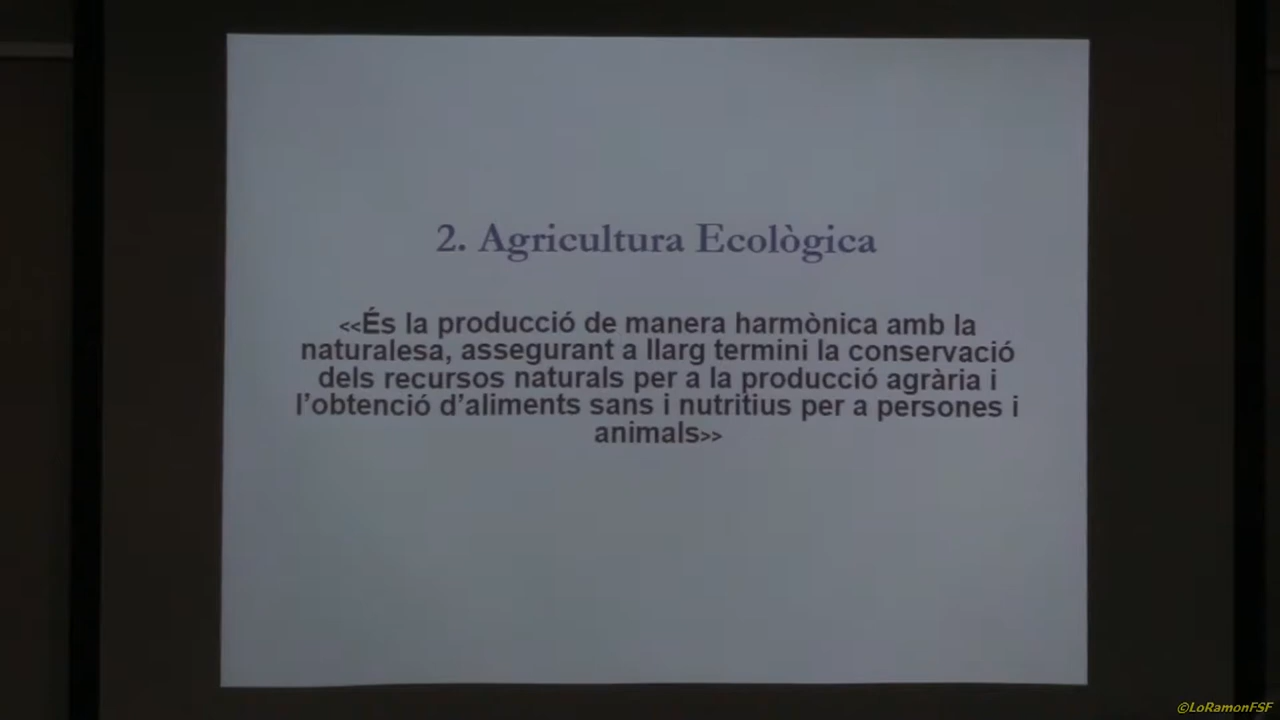 2. Agricultura Ecològica
<<És la producció de manera harmònica amb la
naturalesa, assegurant a llarg termini la conservació
dels recursos naturals per a la producció agrària i
l’obtenció d’aliments sans i nutritius per a persones i
animals>>
©LoRamonFSF